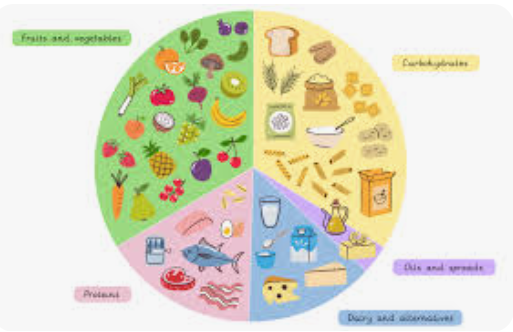 Fruits and vegetables
Carbohydrates
Oils and spreads
Proteins
Dairy and alternatives